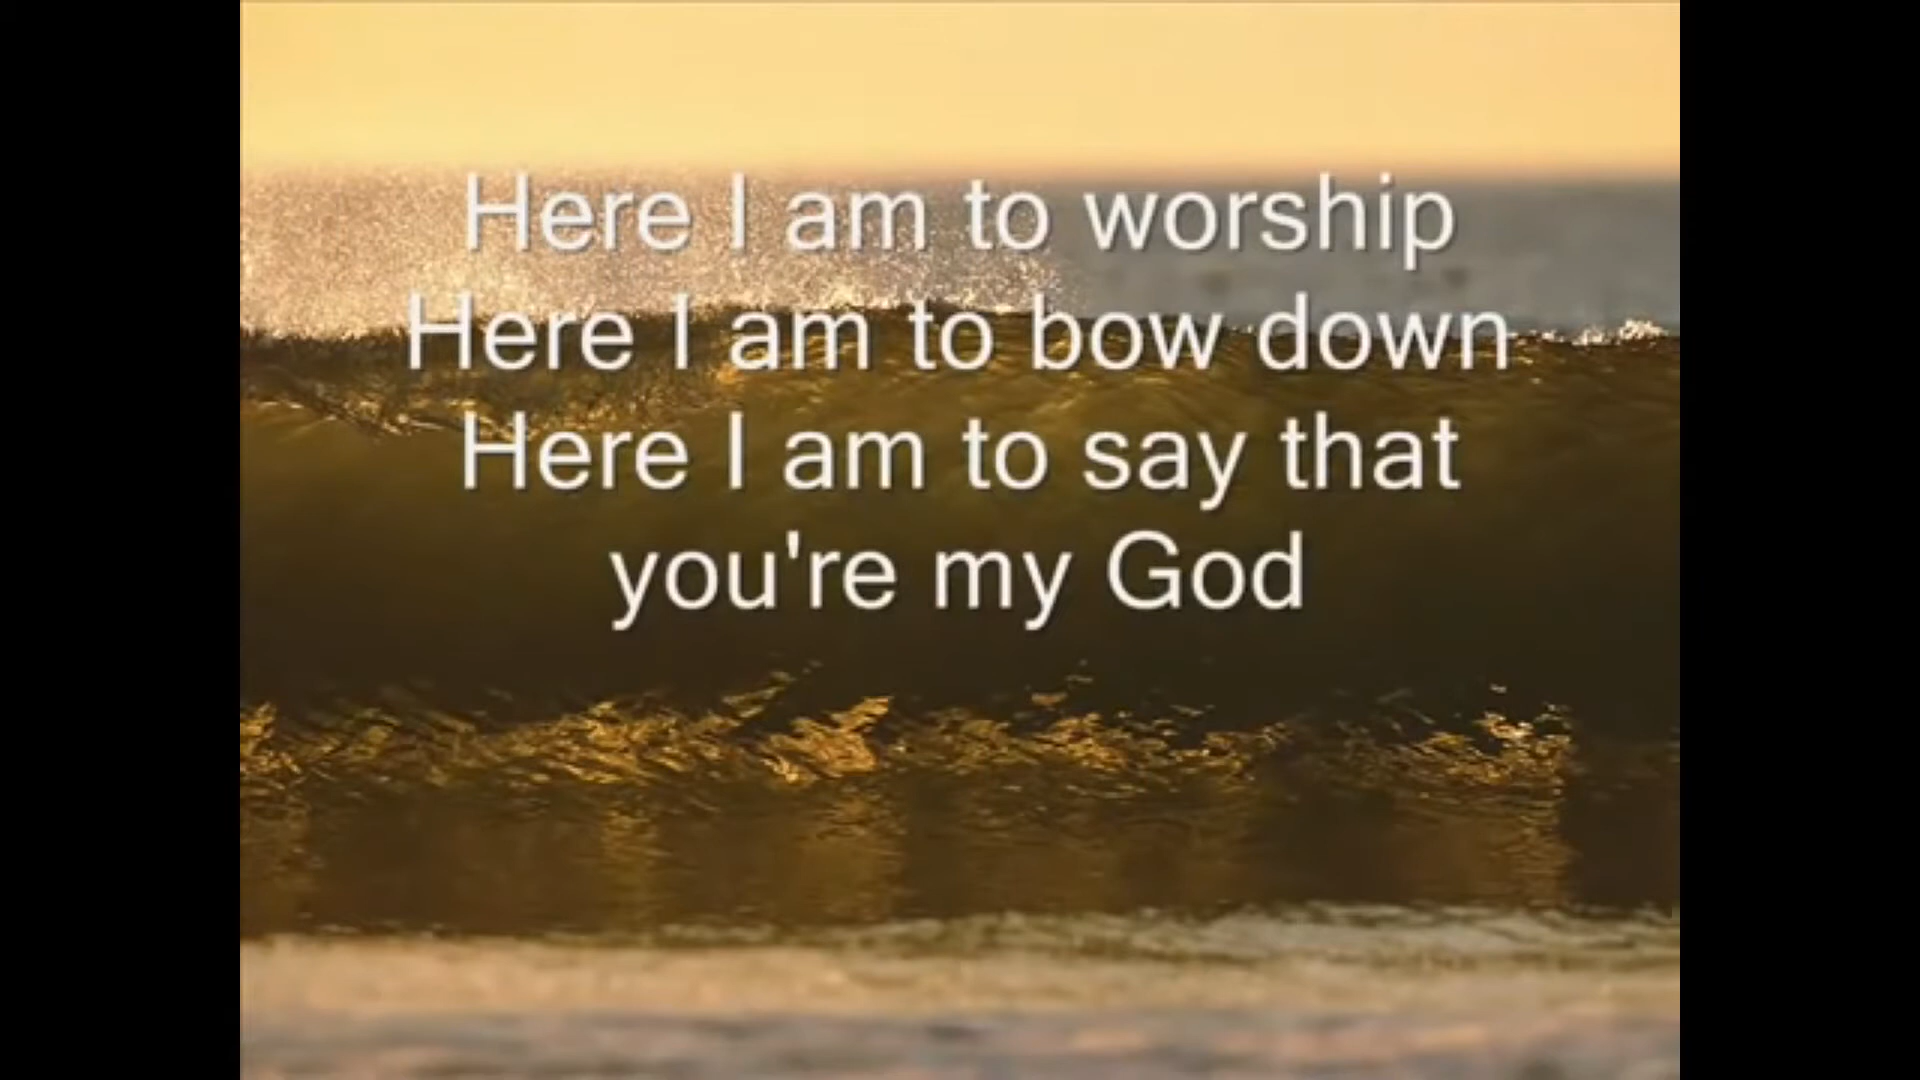 Here I am to worship
Here I am to bow down
Here I am to say that
you're my God